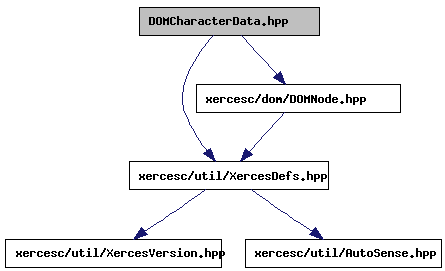 DOMCharacterData.hpp
xercesc/dom/DOMNode.hpp
xercesc/util/XercesDefs.hpp
xercesc/util/XercesVersion.hpp
xercesc/util/AutoSense.hpp